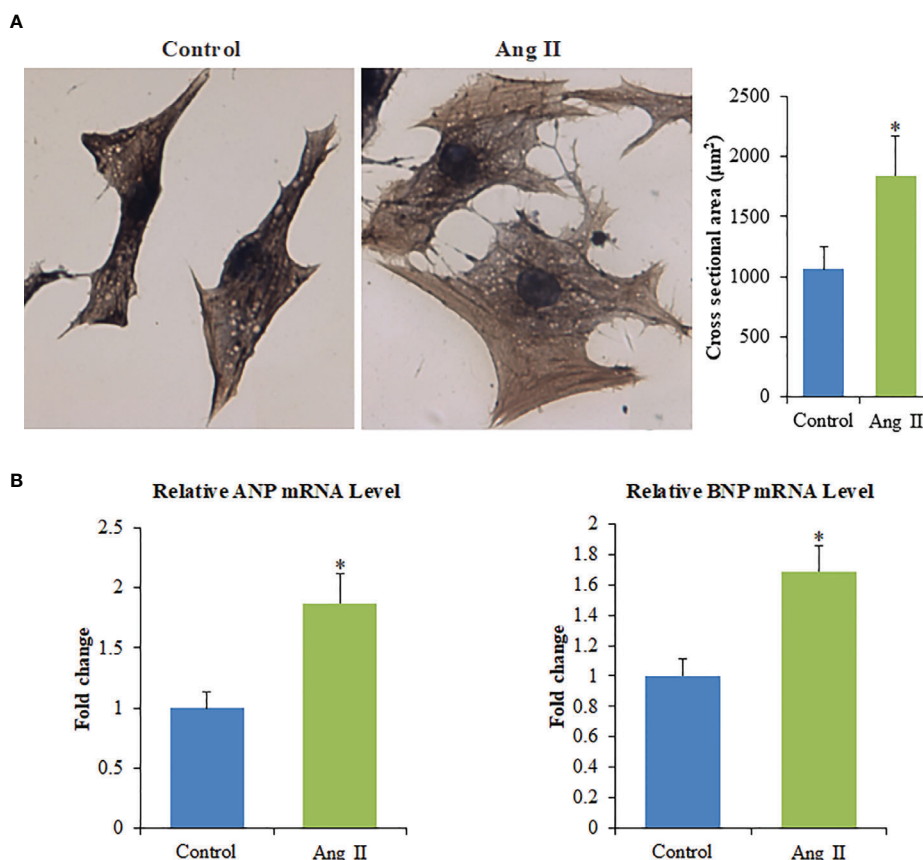 A
Control
Ang II
2500
2000
1500
1000
500
0
Cross sectional area (µm²)
*
Control
Ang II
B
Relative ANP mRNA Level
2.5
2
1.5
1
0.5
0
Fold change
*
Control
Ang II
Relative BNP mRNA Level
2
1.8
1.6
1.4
1.2
1
0.8
0.6
0.4
0.2
0
Fold change
*
Control
Ang II